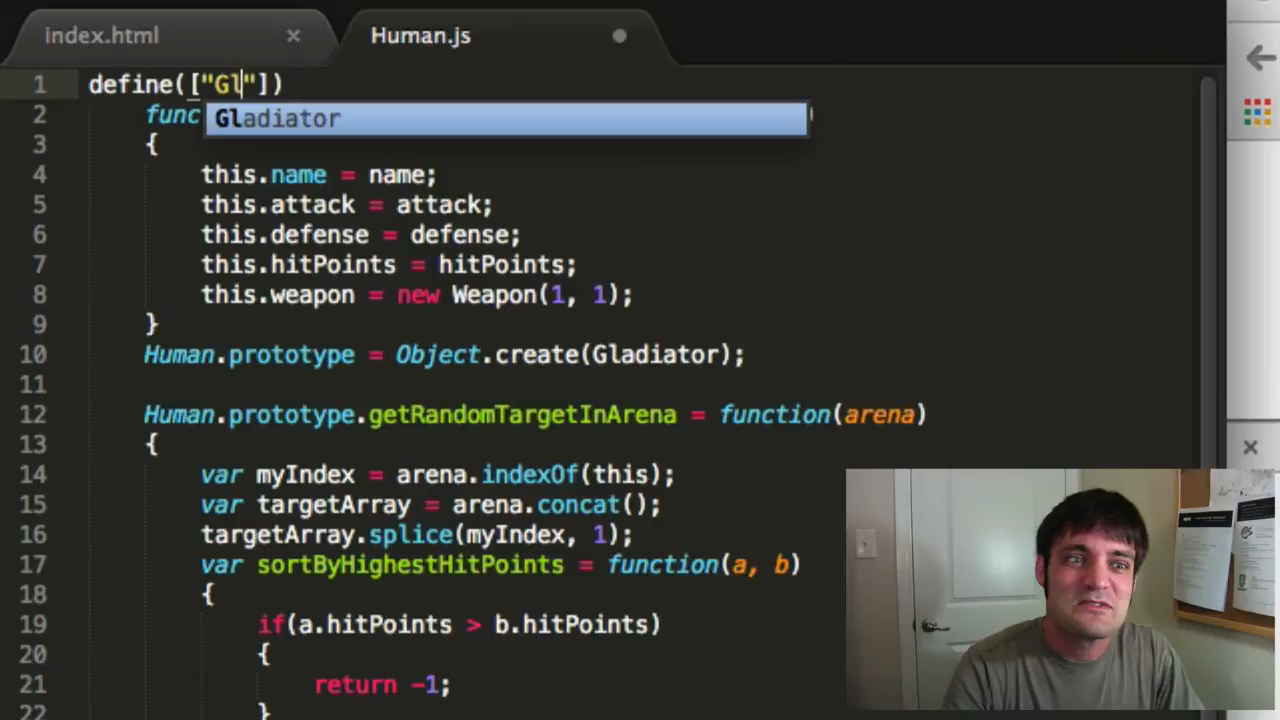 index.html
Human.js
1 define(["Gl"])
2 func
Gladiator
3 {
4 this.name = name;
5 this.attack = attack;
6 this.defense = defense;
7 this.hitPoints = hitPoints;
8 this.weapon = new Weapon(1, 1);
9 }
10 Human.prototype = Object.create(Gladiator);
11
12 Human.prototype.getRandomTargetInArena = function(arena)
13 {
14 var myIndex = arena.indexOf(this);
15 var targetArray = arena.concat();
16 targetArray.splice(myIndex, 1);
17 var sortByHighestHitPoints = function(a, b)
18 {
19 if(a.hitPoints > b.hitPoints)
20 {
21 return -1;
22 }